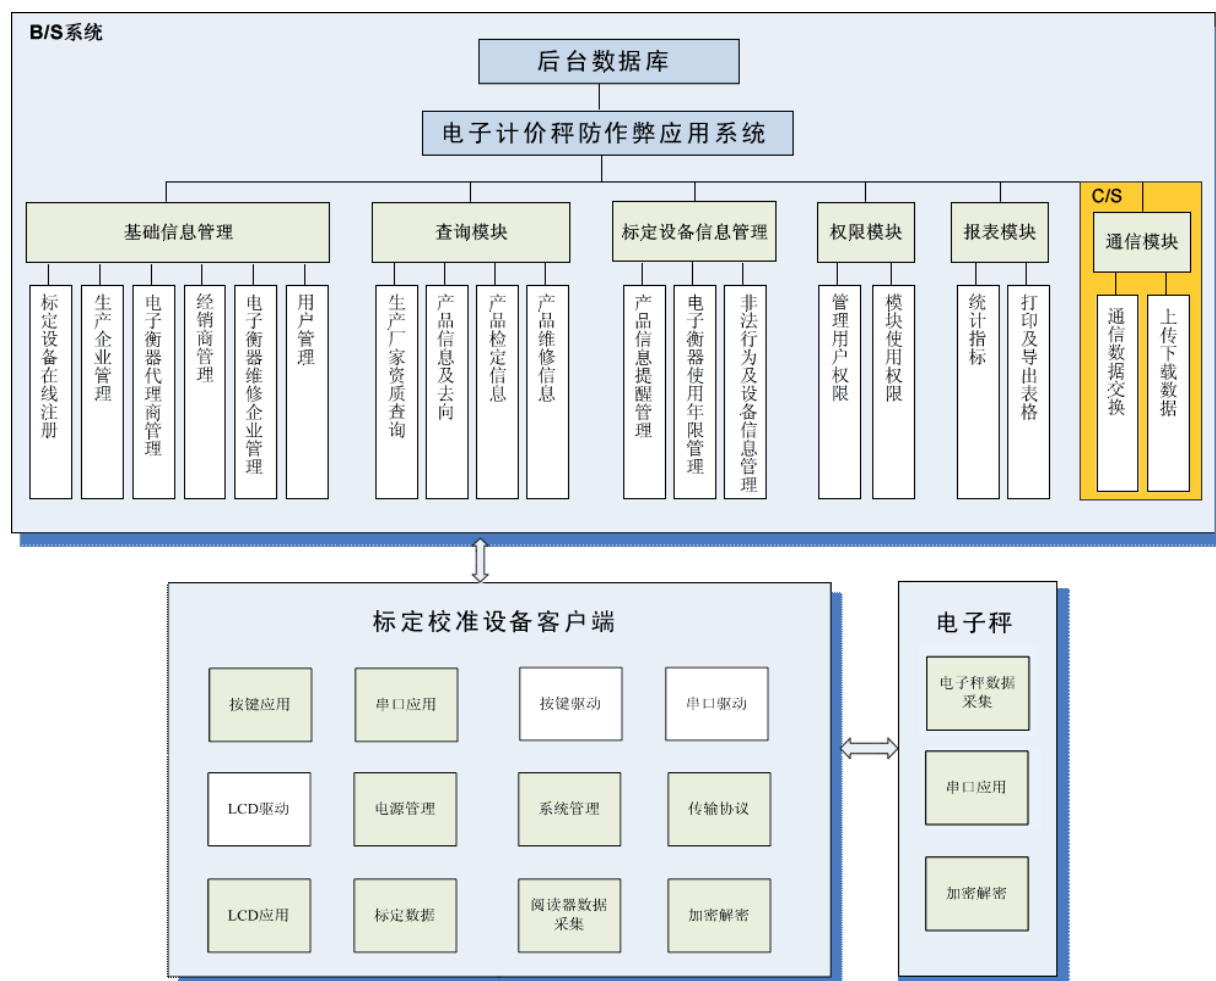 B/S系统
后台数据库
电子计价秤防作弊应用系统
C/S
基础信息管理
查询模块
标定设备信息管理
权限模块
报表模块
通信模块
标定设备在线注册
生产企业管理
电子衡器代理商管理
经销商管理
电子衡器维修企业管理
用户管理
生产厂家资质查询
产品信息及去向
产品检定信息
产品维修信息
产品信息提醒管理
电子衡器使用年限管理
非法行为及设备信息管理
管理用户权限
模块使用权限
统计指标
打印及导出表格
通信数据交换
上传下载数据
标定校准设备客户端
按键应用
串口应用
按键驱动
串口驱动
LCD驱动
电源管理
系统管理
传输协议
LCD应用
标定数据
阅读器数据
采集
加密解密
电子秤
电子秤数据
采集
串口应用
加密解密